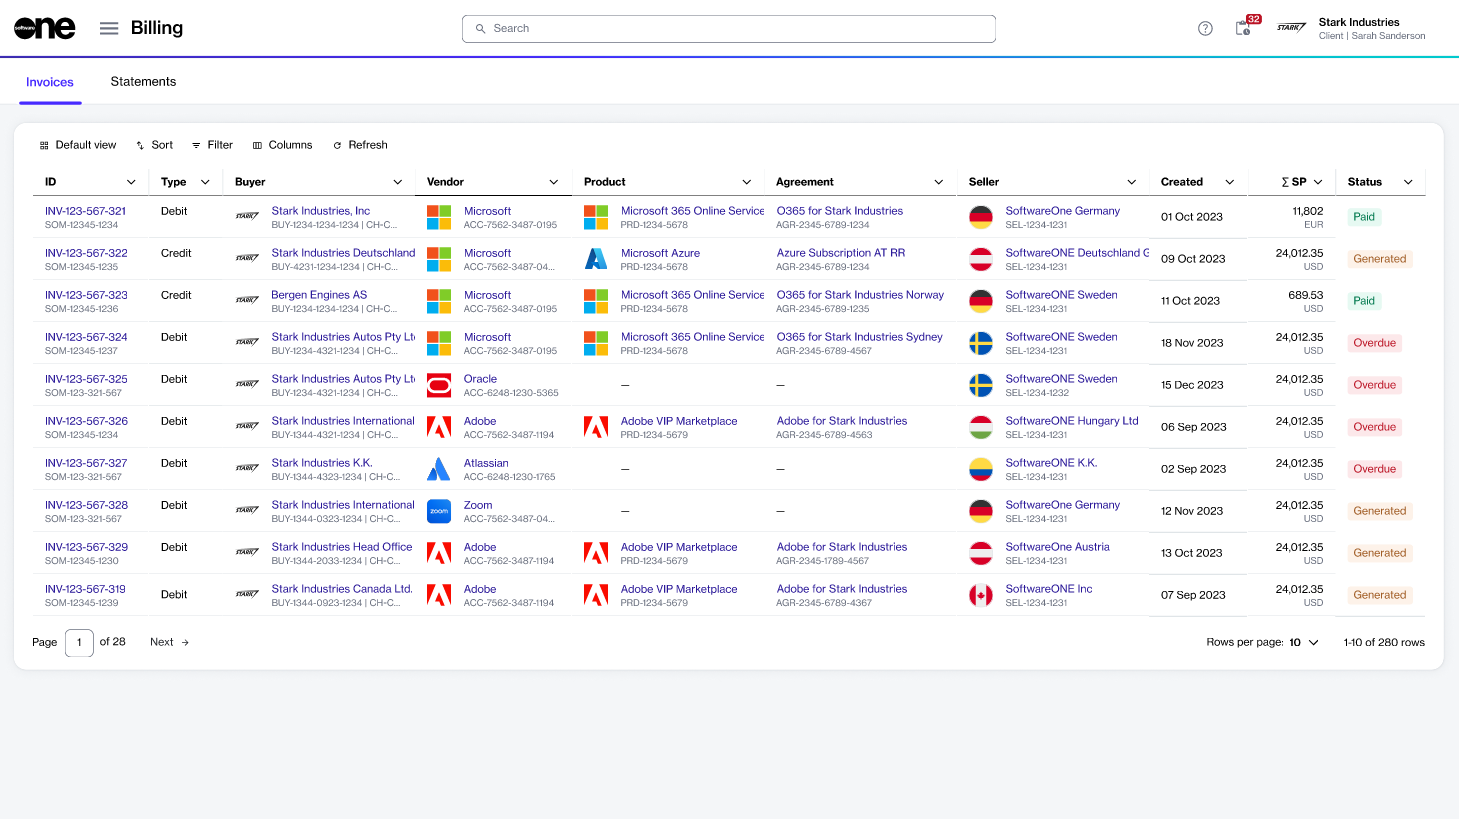 software one
Billing
Search
32
STARK
Stark Industries
Client | Sarah Sanderson
Invoices
Statements
Default view
Sort
Filter
Columns
Refresh
ID
Type
Buyer
Vendor
Product
Agreement
Seller
Created
∑ SP
Status
INV-123-567-321
SOM-12345-1234
Debit
STARK
Stark Industries, Inc
BUY-1234-1234-1234 | CH-C...
Microsoft
ACC-7562-3487-0195
Microsoft 365 Online Service
PRD-1234-5678
O365 for Stark Industries
AGR-2345-6789-1234
SoftwareOne Germany
SEL-1234-1231
01 Oct 2023
11,802
EUR
Paid
INV-123-567-322
SOM-12345-1235
Credit
STARK
Stark Industries Deutschland
BUY-4231-1234-1234 | CH-C...
Microsoft
ACC-7562-3487-04...
Microsoft Azure
PRD-1234-5678
Azure Subscription AT RR
AGR-2345-6789-1234
SoftwareONE Deutschland G
SEL-1234-1231
09 Oct 2023
24,012.35
USD
Generated
INV-123-567-323
SOM-12345-1236
Credit
STARK
Bergen Engines AS
BUY-1234-1234-1234 | CH-C...
Microsoft
ACC-7562-3487-0195
Microsoft 365 Online Service
PRD-1234-5678
O365 for Stark Industries Norway
AGR-2345-6789-1235
SoftwareONE Sweden
SEL-1234-1231
11 Oct 2023
689.53
USD
Paid
INV-123-567-324
SOM-12345-1237
Debit
STARK
Stark Industries Autos Pty Lt
BUY-1234-4321-1234 | CH-C...
Microsoft
ACC-7562-3487-0195
Microsoft 365 Online Service
PRD-1234-5678
O365 for Stark Industries Sydney
AGR-2345-6789-4567
SoftwareONE Sweden
SEL-1234-1231
18 Nov 2023
24,012.35
USD
Overdue
INV-123-567-325
SOM-123-321-567
Debit
STARK
Stark Industries Autos Pty Lt
BUY-1234-4321-1234 | CH-C...
Oracle
ACC-6248-1230-5365
—
—
SoftwareONE Sweden
SEL-1234-1232
15 Dec 2023
24,012.35
USD
Overdue
INV-123-567-326
SOM-12345-1234
Debit
STARK
Stark Industries International
BUY-1344-4321-1234 | CH-C...
Adobe
ACC-7562-3487-1194
Adobe VIP Marketplace
PRD-1234-5679
Adobe for Stark Industries
AGR-2345-6789-4563
SoftwareONE Hungary Ltd
SEL-1234-1231
06 Sep 2023
24,012.35
USD
Overdue
INV-123-567-327
SOM-123-321-567
Debit
STARK
Stark Industries K.K.
BUY-1344-4323-1234 | CH-C...
Atlassian
ACC-6248-1230-1765
—
—
SoftwareONE K.K.
SEL-1234-1231
02 Sep 2023
24,012.35
USD
Overdue
INV-123-567-328
SOM-123-321-567
Debit
STARK
Stark Industries International
BUY-1344-0323-1234 | CH-C...
zoom
Zoom
ACC-7562-3487-04...
—
—
SoftwareOne Germany
SEL-1234-1231
12 Nov 2023
24,012.35
USD
Generated
INV-123-567-329
SOM-12345-1230
Debit
STARK
Stark Industries Head Office
BUY-1344-2033-1234 | CH-C...
Adobe
ACC-7562-3487-1194
Adobe VIP Marketplace
PRD-1234-5679
Adobe for Stark Industries
AGR-2345-1789-4567
SoftwareOne Austria
SEL-1234-1231
13 Oct 2023
24,012.35
USD
Generated
INV-123-567-319
SOM-12345-1239
Debit
STARK
Stark Industries Canada Ltd.
BUY-1344-0923-1234 | CH-C...
Adobe
ACC-7562-3487-1194
Adobe VIP Marketplace
PRD-1234-5679
Adobe for Stark Industries
AGR-2345-6789-4367
SoftwareONE Inc
SEL-1234-1231
07 Sep 2023
24,012.35
USD
Generated
Page 1 of 28 Next →
Rows per page: 10
1-10 of 280 rows